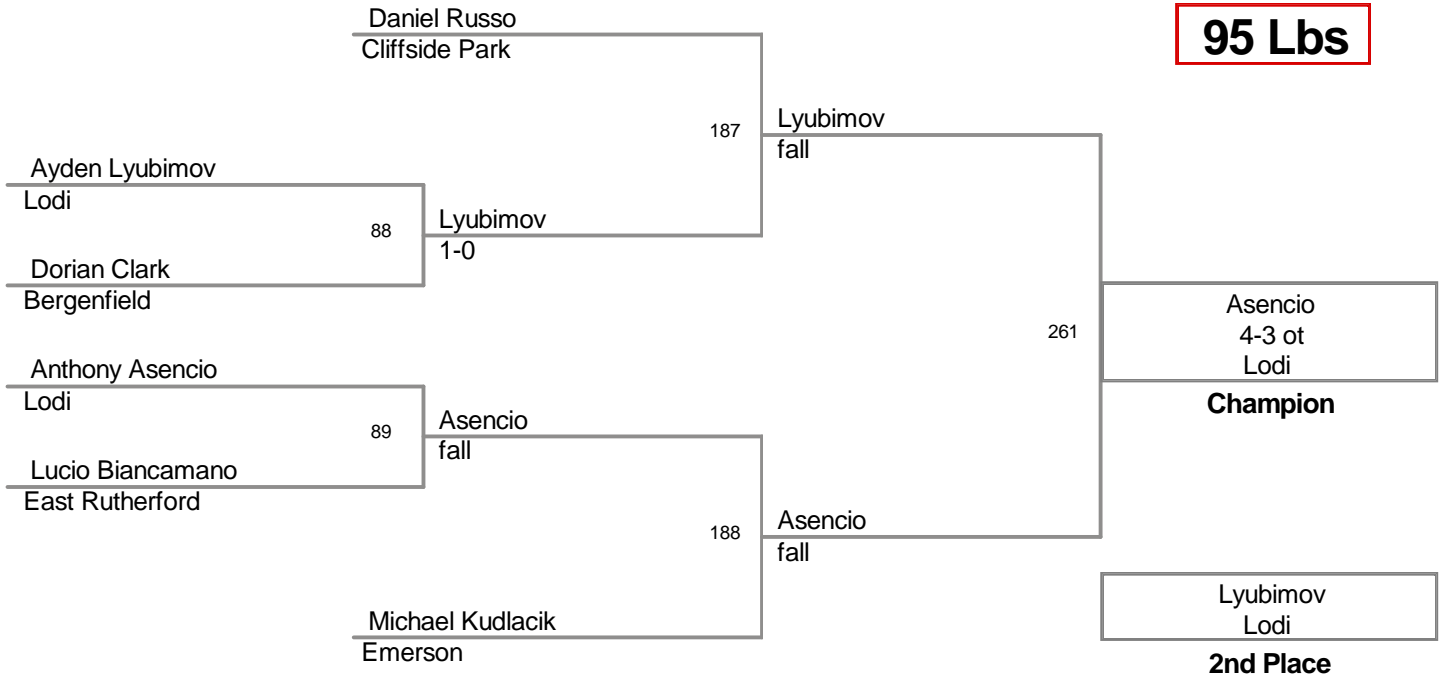 Daniel Russo
Cliffside Park
95 Lbs
187
Lyubimov
fall
Ayden Lyubimov
Lodi
88
Lyubimov
1-0
Dorian Clark
Bergenfield
261
Asencio
4-3 ot
Lodi
Champion
Anthony Asencio
Lodi
89
Asencio
fall
Lucio Biancamano
East Rutherford
188
Asencio
fall
Michael Kudlacik
Emerson
Lyubimov
Lodi
2nd Place